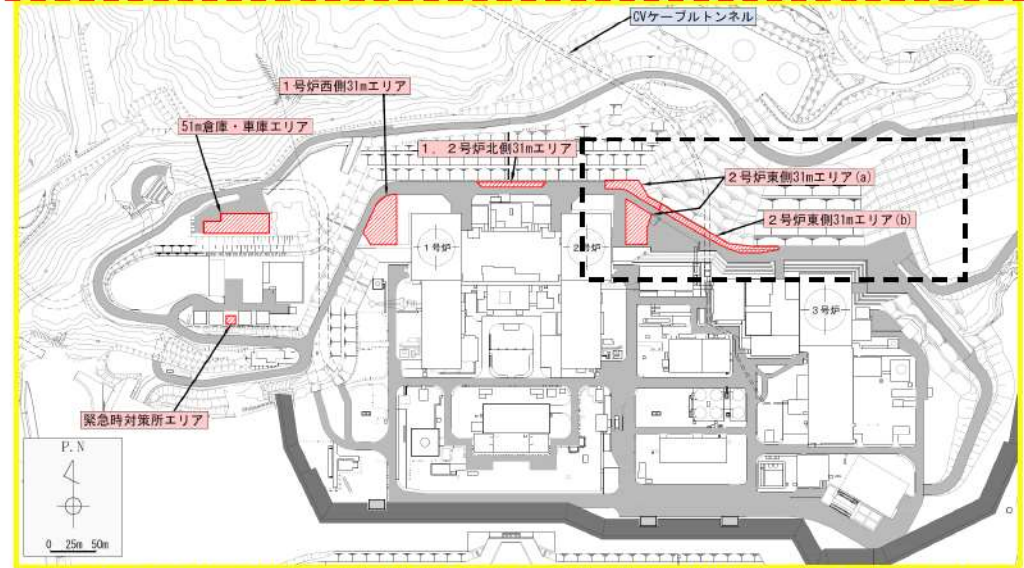 CVケーブルトンネル
1号炉西側31mエリア
51m倉庫・車庫エリア
1．2号炉北側31mエリア
2号炉東側31mエリア(a)
2号炉東側31mエリア(b)
1号炉
2号炉
3号炉
緊急時対策所エリア
P.N
0 25m 50m